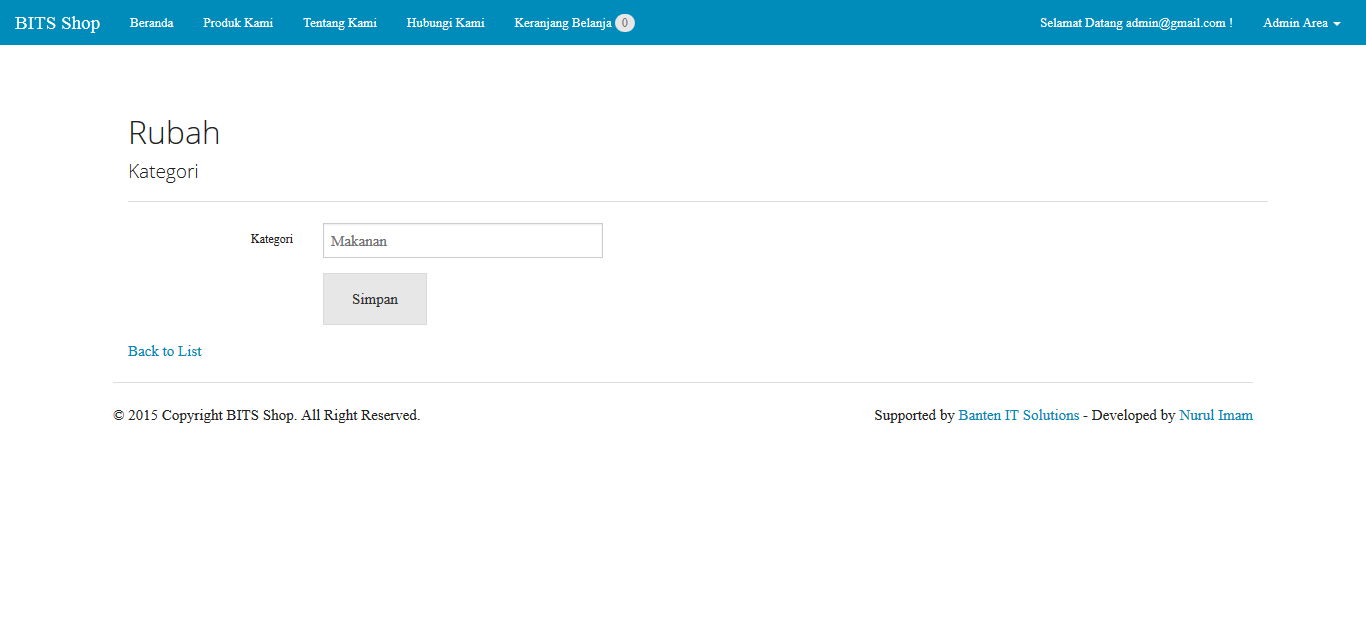 BITS Shop Beranda Produk Kami Tentang Kami Hubungi Kami Keranjang Belanja 0 Selamat Datang admin@gmail.com ! Admin Area
Rubah
Kategori
Kategori Makanan
Simpan
Back to List
© 2015 Copyright BITS Shop. All Right Reserved. Supported by Banten IT Solutions - Developed by Nurul Imam